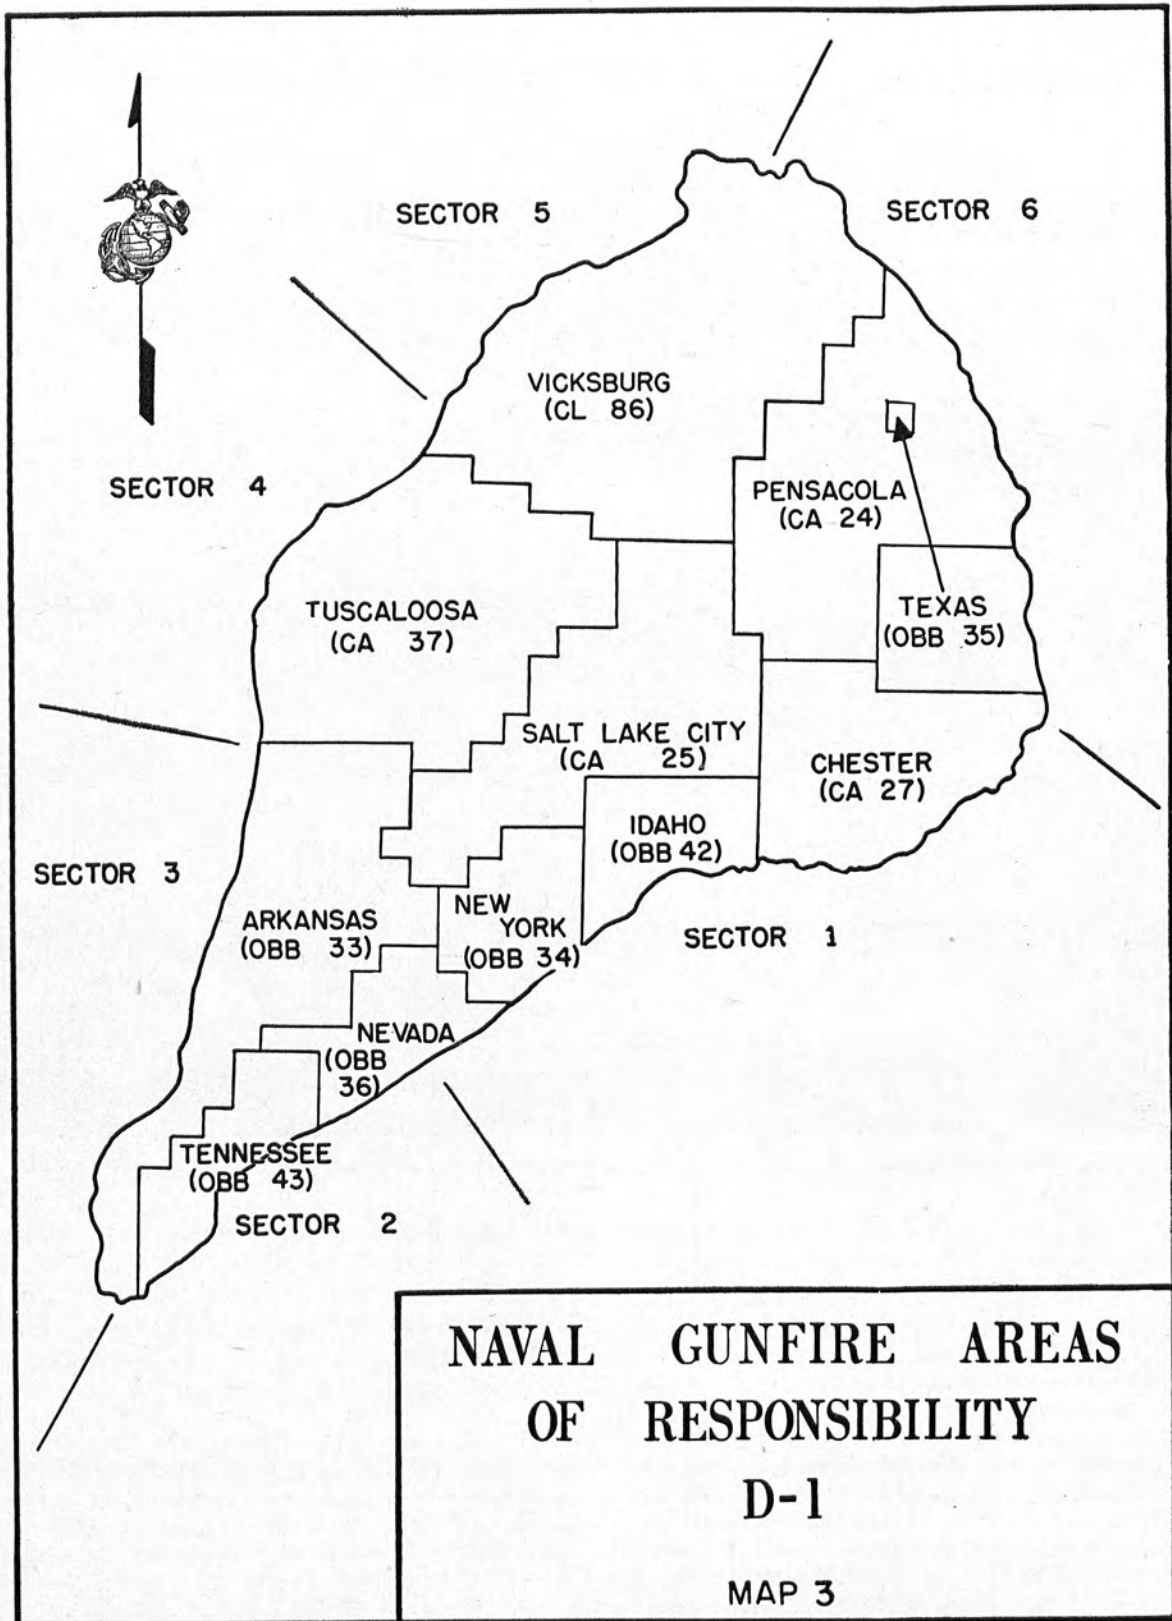 SECTOR 5
SECTOR 6
VICKSBURG
(CL 86)
SECTOR 4
PENSACOLA
(CA 24)
TUSCALOOSA
(CA 37)
TEXAS
(OBB 35)
SALT LAKE CITY
(CA 25)
CHESTER
(CA 27)
IDAHO
(OBB 42)
SECTOR 3
ARKANSAS
(OBB 33)
NEW
YORK
(OBB 34)
SECTOR 1
NEVADA
(OBB
36)
TENNESSEE
(OBB 43)
SECTOR 2
NAVAL GUNFIRE AREAS
OF RESPONSIBILITY
D-1
MAP 3